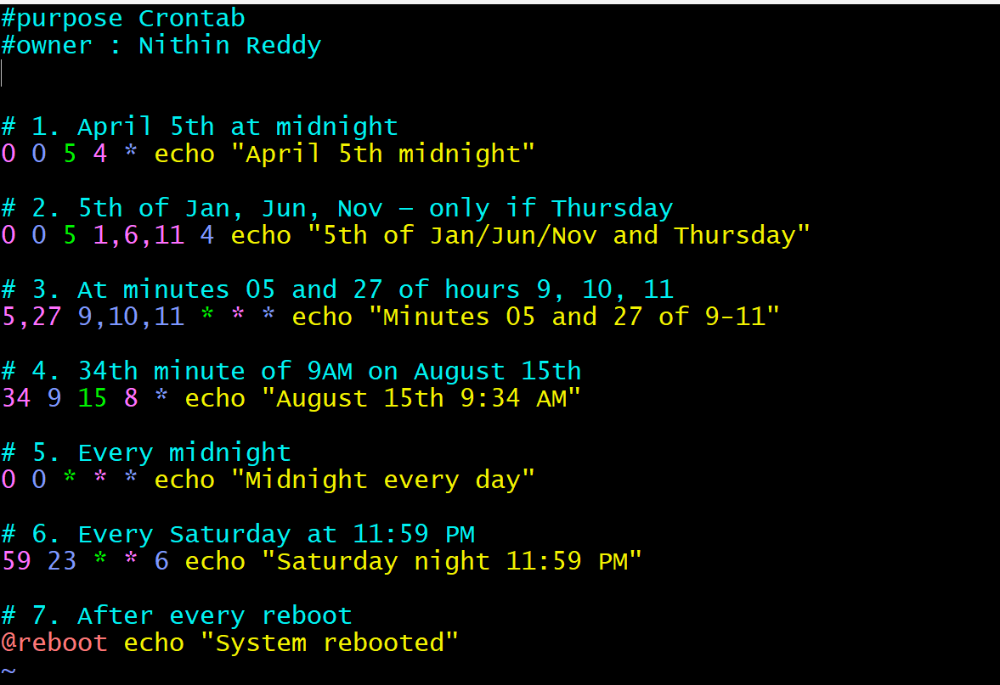 #purpose Crontab
#owner : Nithin Reddy
# 1. April 5th at midnight
0 0 5 4 * echo "April 5th midnight"
# 2. 5th of Jan, Jun, Nov – only if Thursday
0 0 5 1,6,11 4 echo "5th of Jan/Jun/Nov and Thursday"
# 3. At minutes 05 and 27 of hours 9, 10, 11
5,27 9,10,11 * * * echo "Minutes 05 and 27 of 9-11"
# 4. 34th minute of 9AM on August 15th
34 9 15 8 * echo "August 15th 9:34 AM"
# 5. Every midnight
0 0 * * * echo "Midnight every day"
# 6. Every Saturday at 11:59 PM
59 23 * * 6 echo "Saturday night 11:59 PM"
# 7. After every reboot
@reboot echo "System rebooted"
~